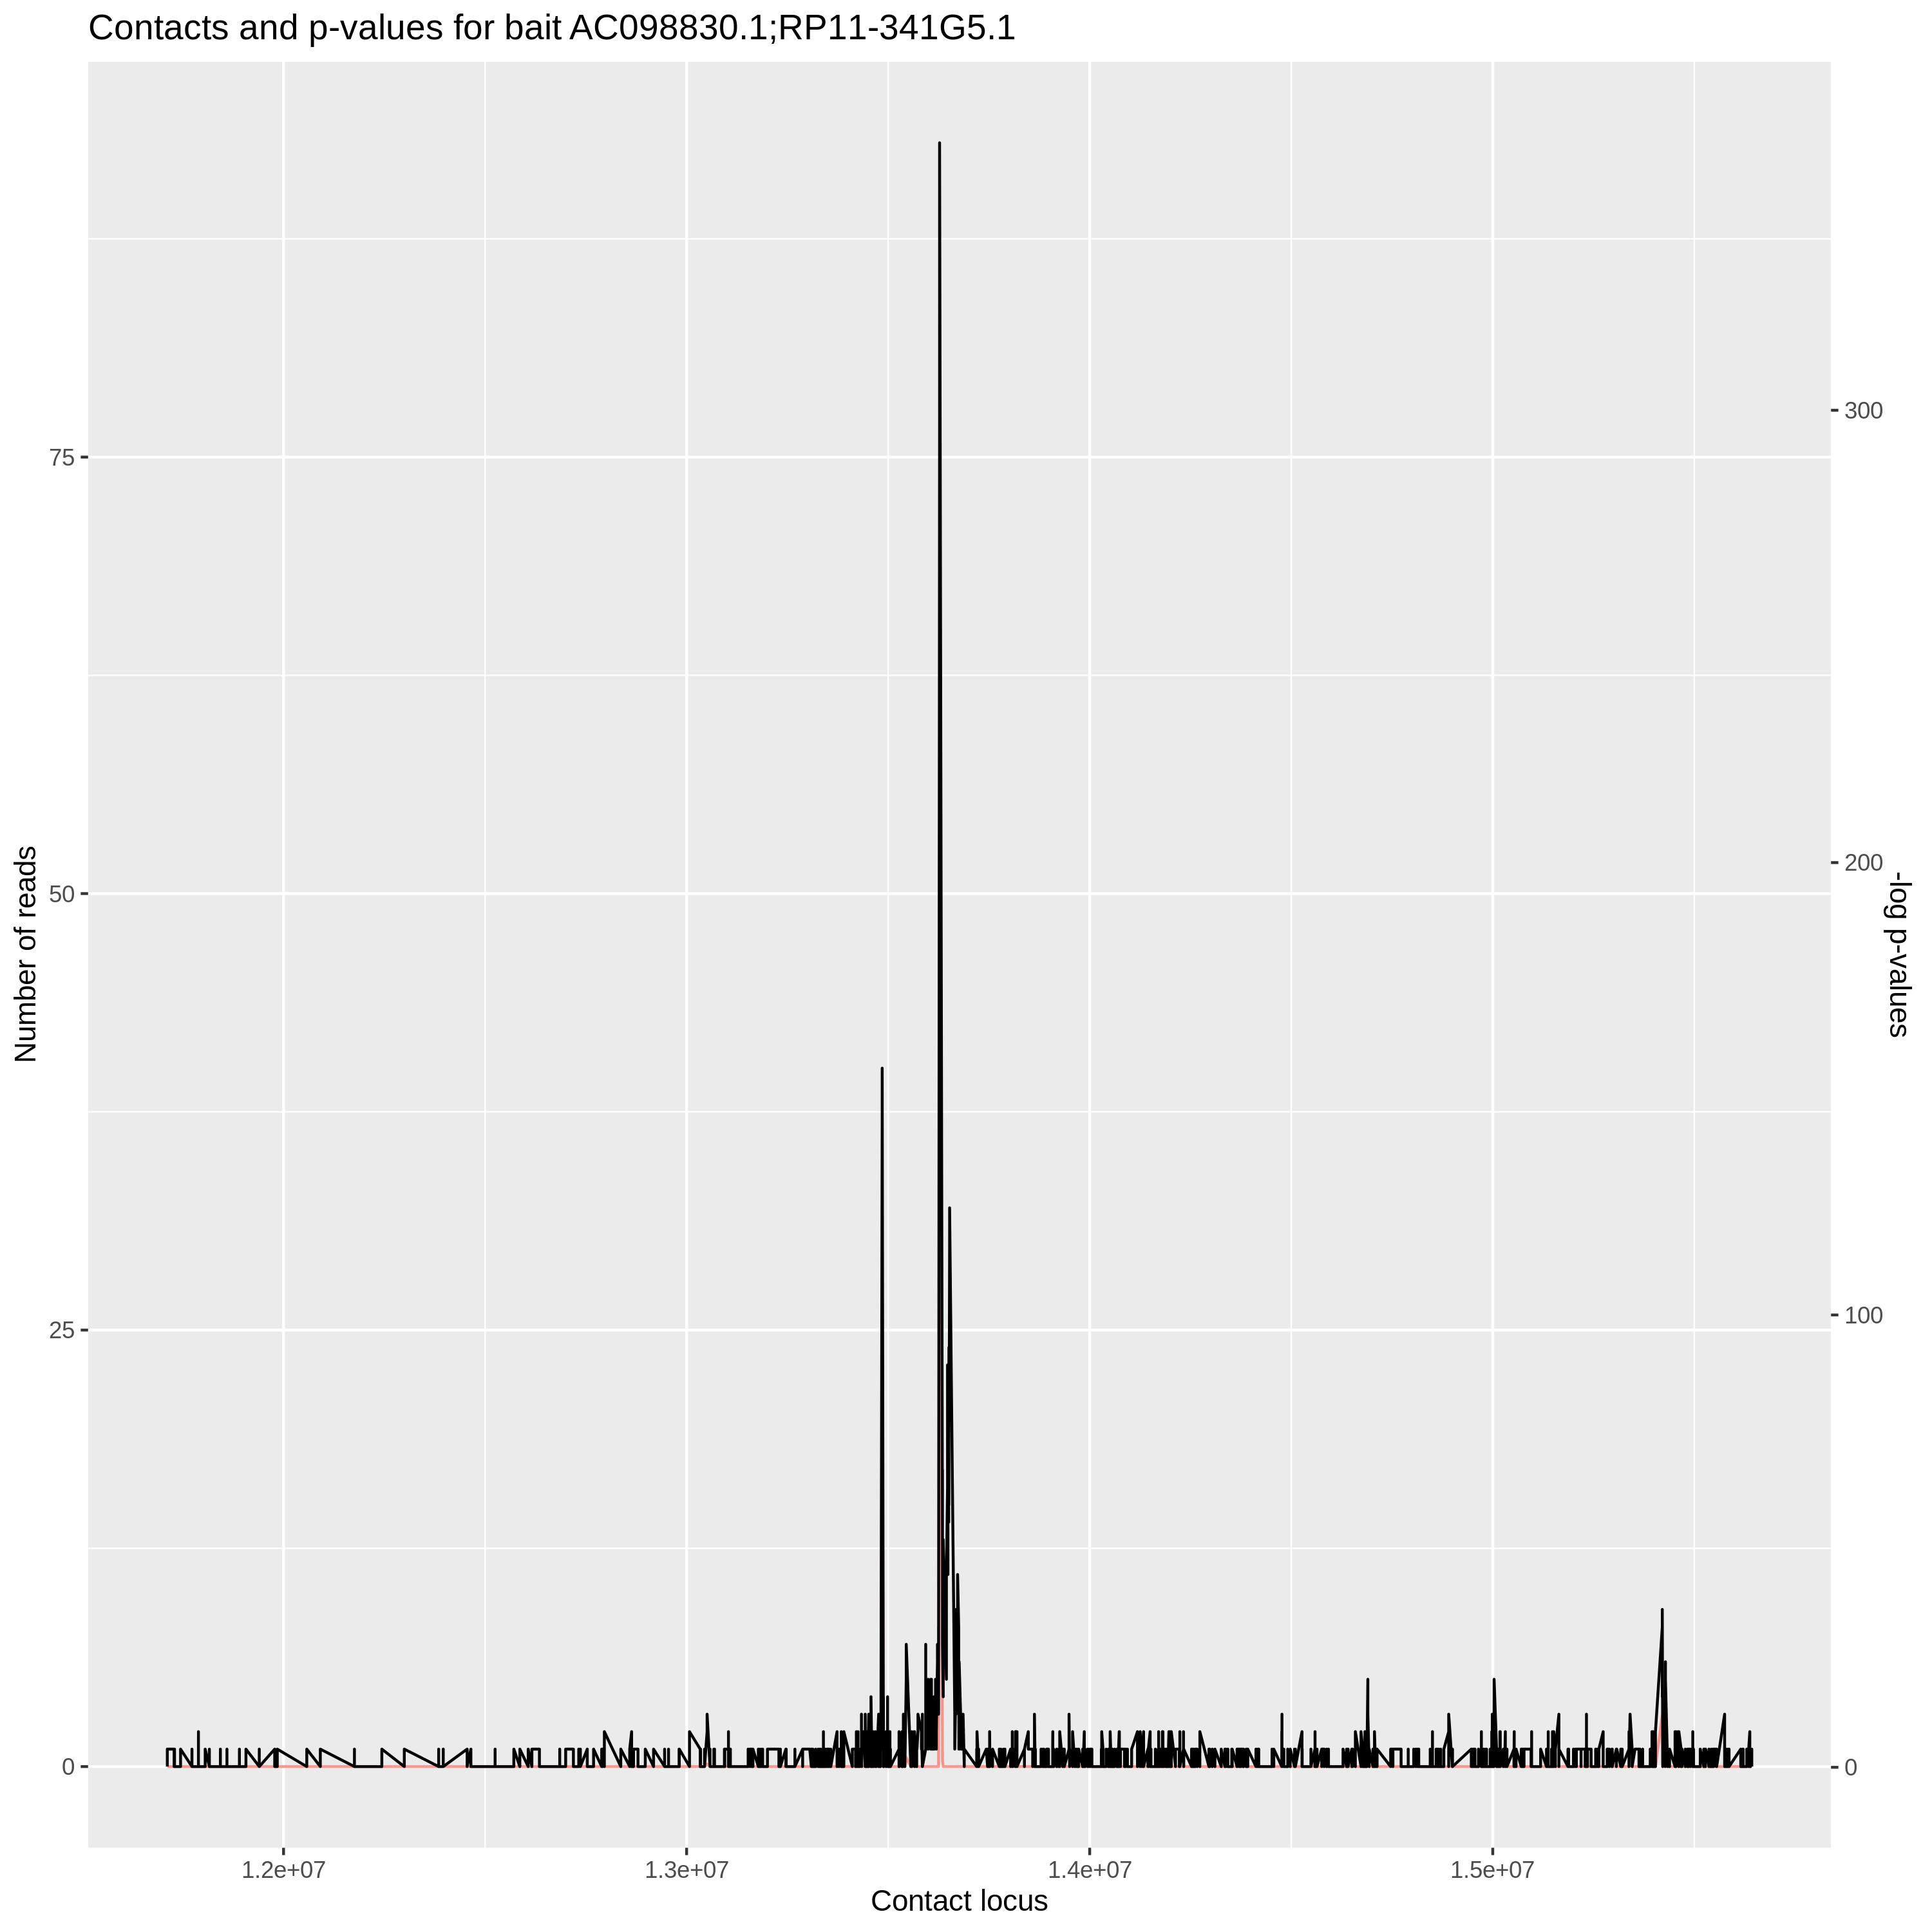 Contacts and p-values for bait AC098830.1;RP11-341G5.1
Number of reads
75
50
25
0
300
200
100
0
-log p-values
1.2e+07 1.3e+07 1.4e+07 1.5e+07
Contact locus